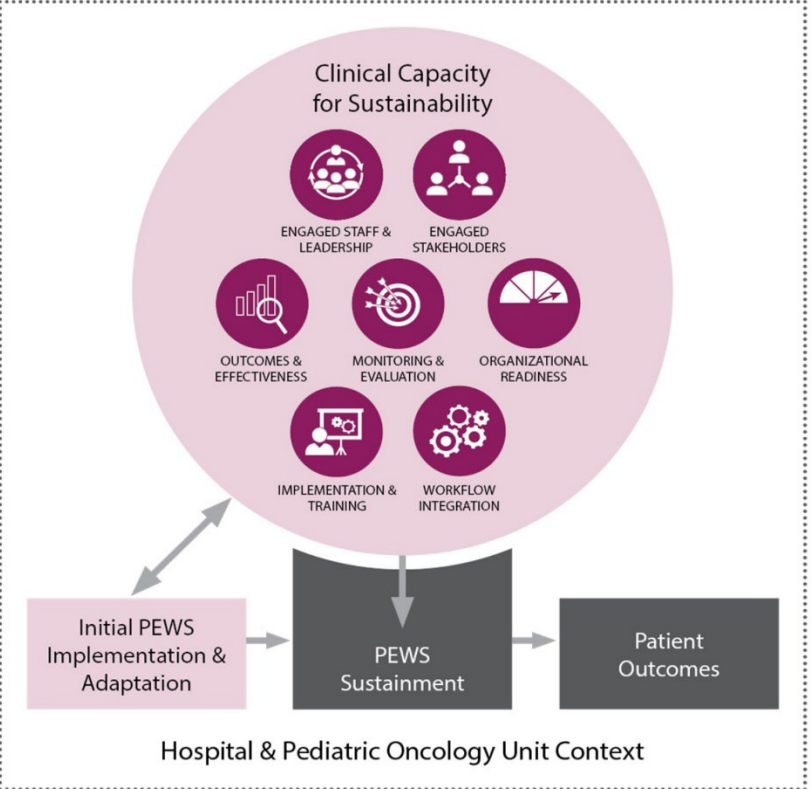 Clinical Capacity
for Sustainability
ENGAGED STAFF &
LEADERSHIP
ENGAGED
STAKEHOLDERS
OUTCOMES &
EFFECTIVENESS
MONITORING &
EVALUATION
ORGANIZATIONAL
READINESS
IMPLEMENTATION &
TRAINING
WORKFLOW
INTEGRATION
Initial PEWS
Implementation &
Adaptation
PEWS
Sustainment
Patient
Outcomes
Hospital & Pediatric Oncology Unit Context